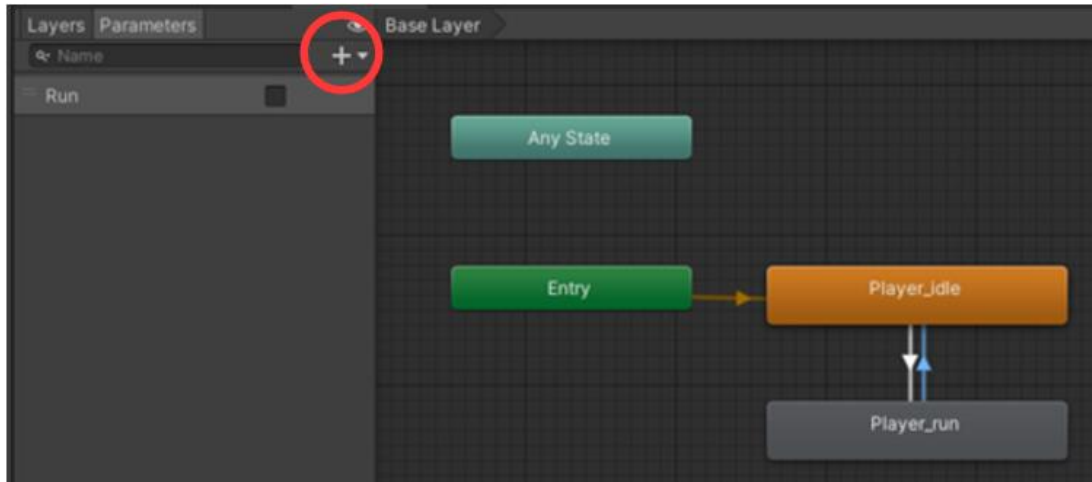 Layers Parameters
Base Layer
Name
Run
Any State
Entry
Player_idle
Player_run